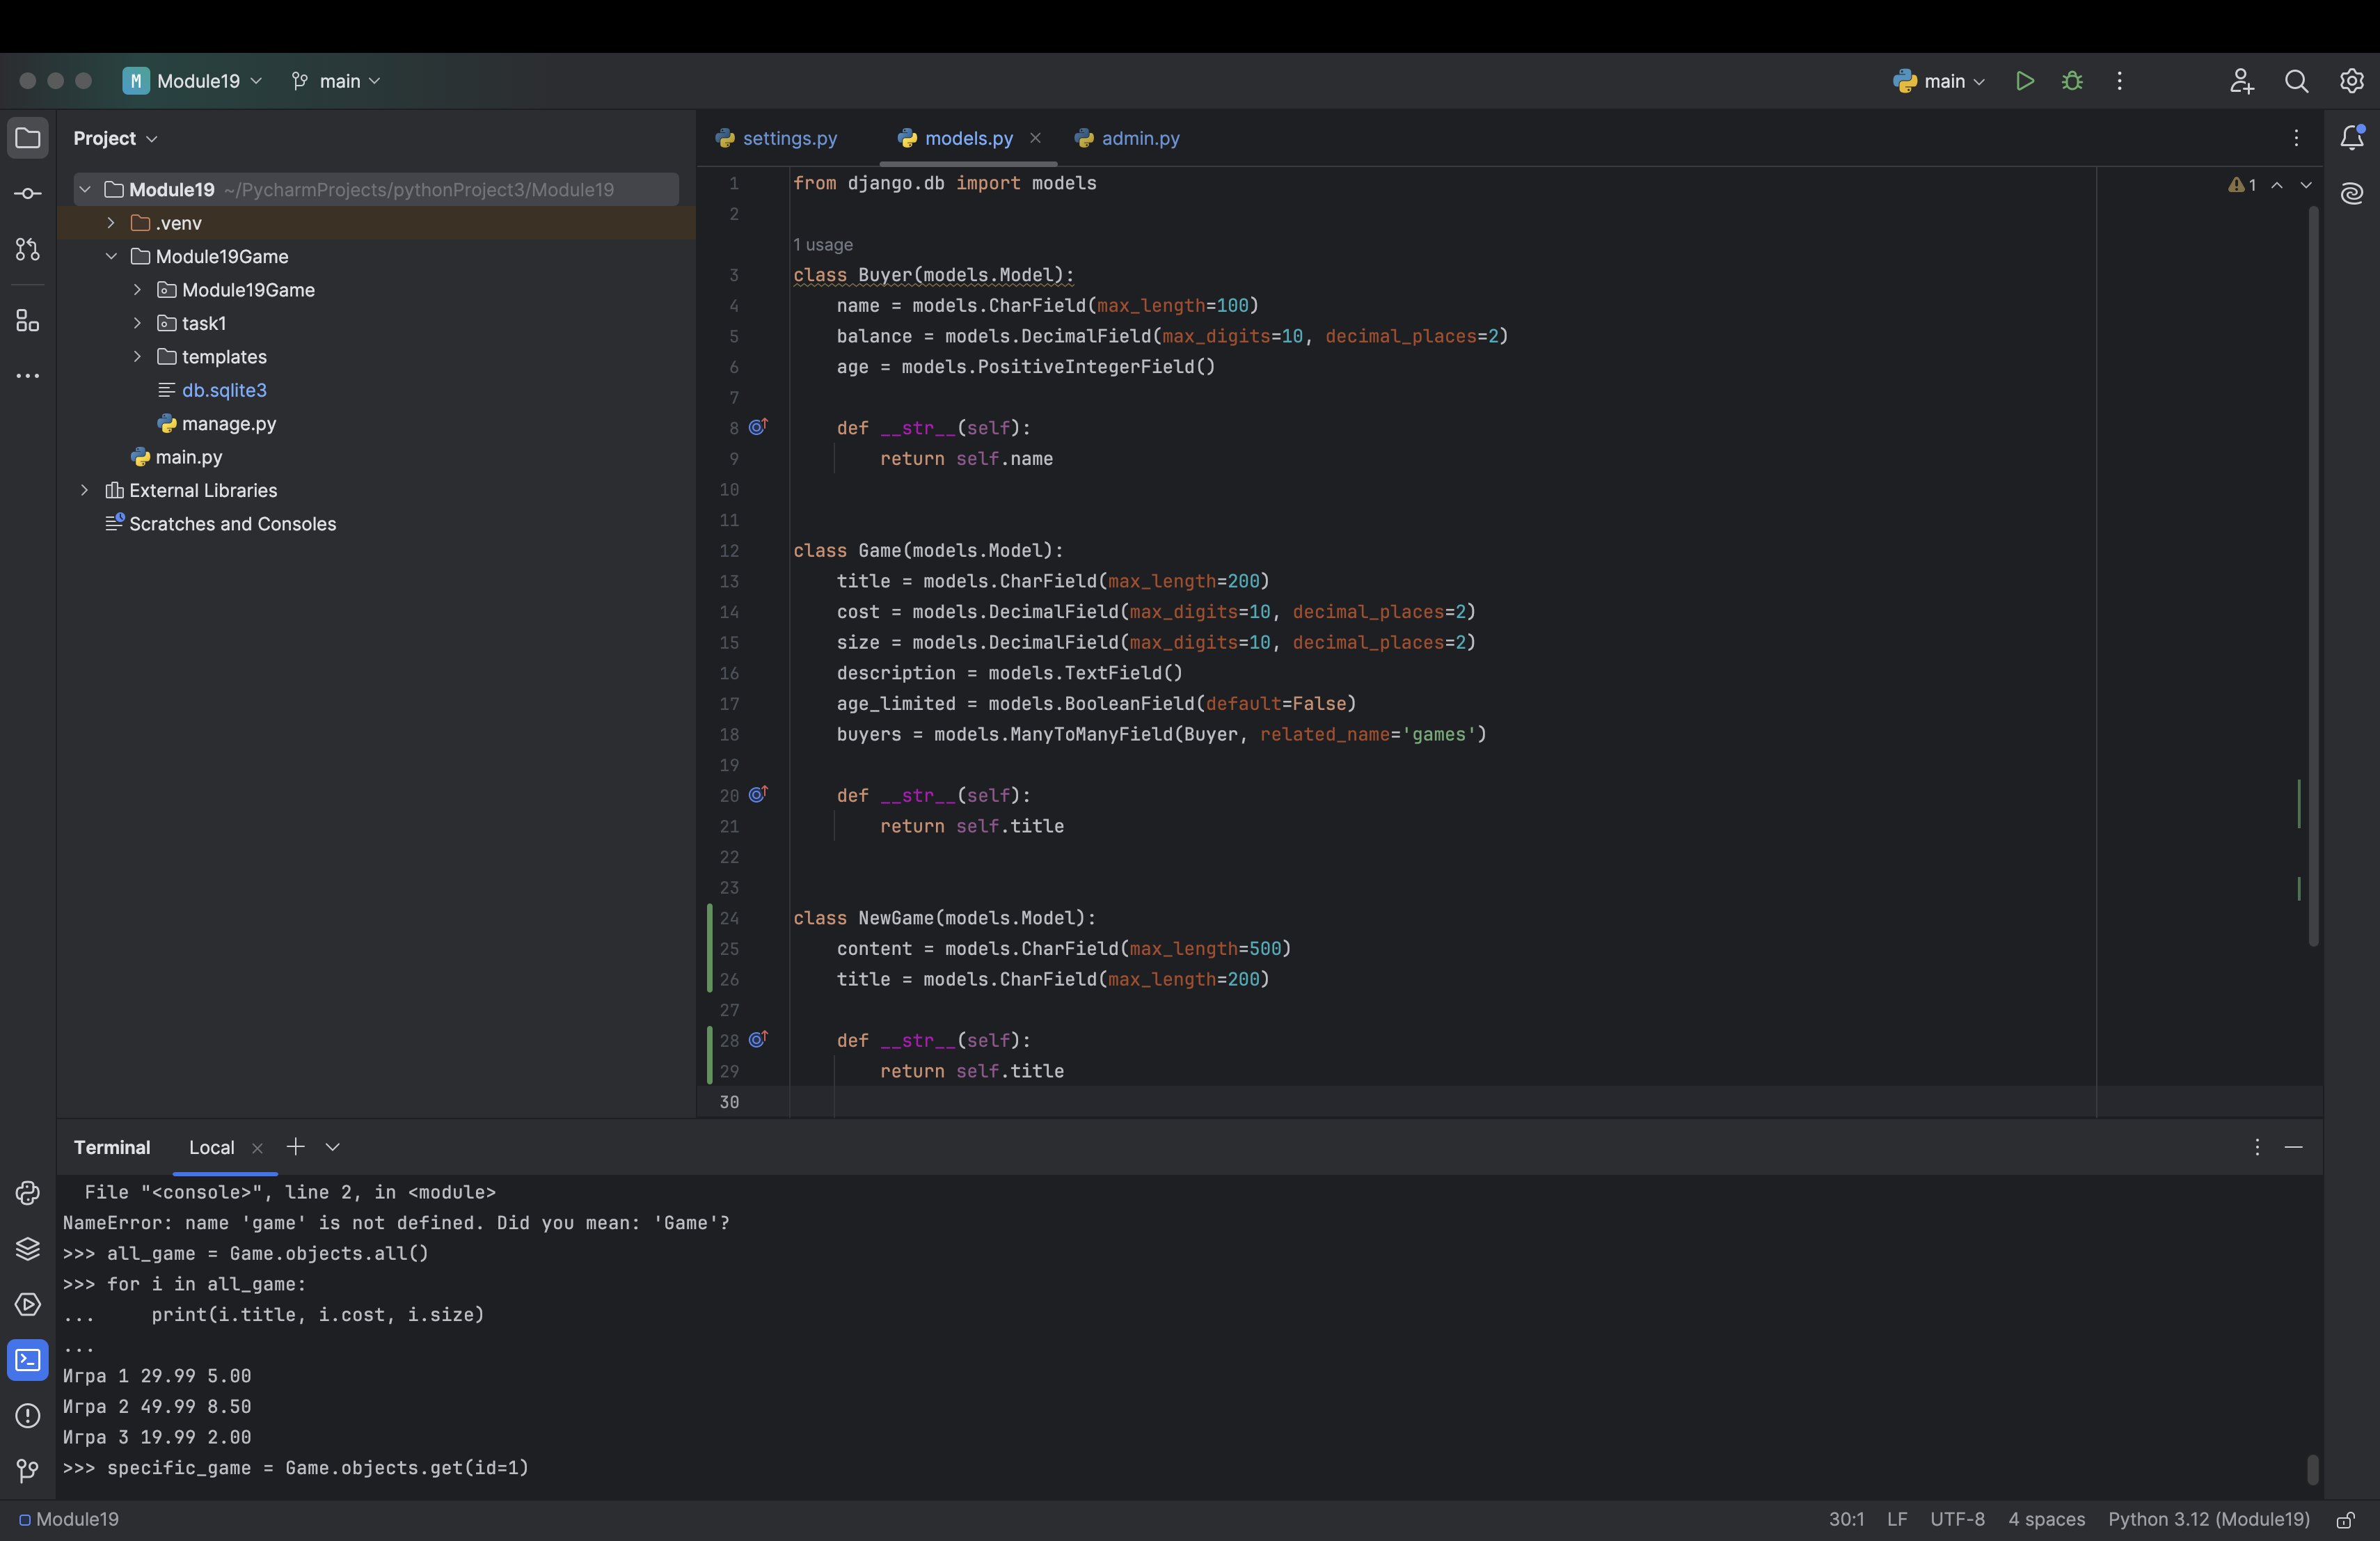 M Module19 main
main
Project
settings.py models.py admin.py
Module19 ~/PycharmProjects/pythonProject3/Module19
.venv
Module19Game
Module19Game
task1
templates
db.sqlite3
manage.py
main.py
External Libraries
Scratches and Consoles
1 from django.db import models
2
1 usage
3 class Buyer(models.Model):
4 name = models.CharField(max_length=100)
5 balance = models.DecimalField(max_digits=10, decimal_places=2)
6 age = models.PositiveIntegerField()
7
8 def __str__(self):
9 return self.name
10
11
12 class Game(models.Model):
13 title = models.CharField(max_length=200)
14 cost = models.DecimalField(max_digits=10, decimal_places=2)
15 size = models.DecimalField(max_digits=10, decimal_places=2)
16 description = models.TextField()
17 age_limited = models.BooleanField(default=False)
18 buyers = models.ManyToManyField(Buyer, related_name='games')
19
20 def __str__(self):
21 return self.title
22
23
24 class NewGame(models.Model):
25 content = models.CharField(max_length=500)
26 title = models.CharField(max_length=200)
27
28 def __str__(self):
29 return self.title
30
1
Terminal Local
File "<console>", line 2, in <module>
NameError: name 'game' is not defined. Did you mean: 'Game'?
>>> all_game = Game.objects.all()
>>> for i in all_game:
... print(i.title, i.cost, i.size)
...
Игра 1 29.99 5.00
Игра 2 49.99 8.50
Игра 3 19.99 2.00
>>> specific_game = Game.objects.get(id=1)
Module19
30:1 LF UTF-8 4 spaces Python 3.12 (Module19)